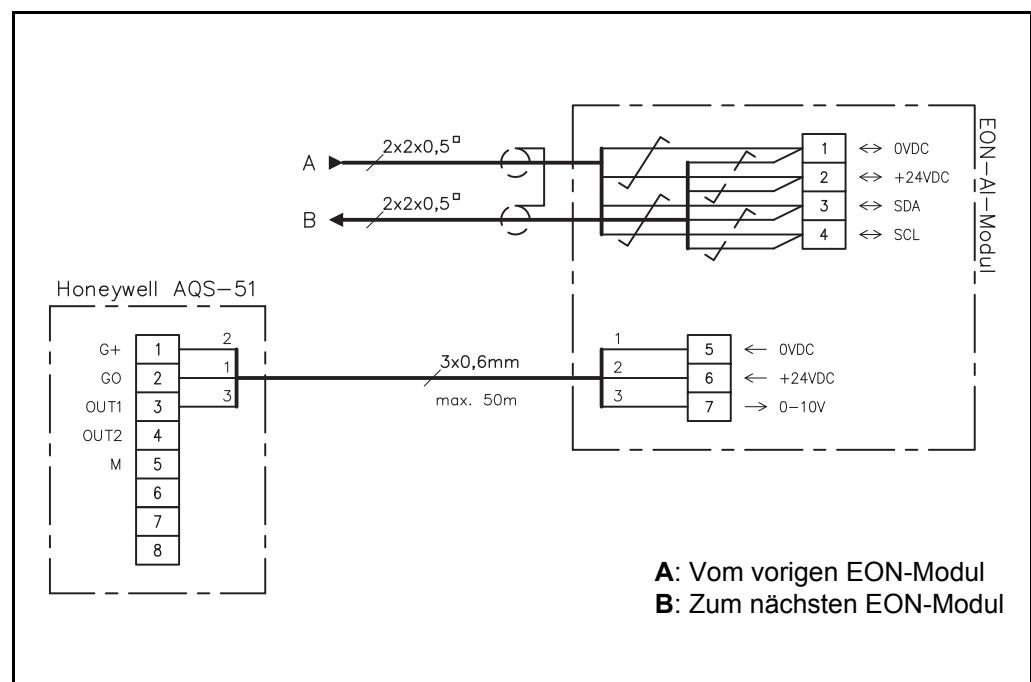 A 2x2x0,5¤
B 2x2x0,5¤
EON-AI-Modul
1 ↔ 0VDC
2 ↔ +24VDC
3 ↔ SDA
4 ↔ SCL
Honeywell AQS-51
G+ 1 2
G0 2 1
OUT1 3 3
OUT2 4
M 5
6
7
8
3x0,6mm
max. 50m
1 5 ← 0VDC
2 6 ← +24VDC
3 7 → 0-10V
A: Vom vorigen EON-Modul
B: Zum nächsten EON-Modul